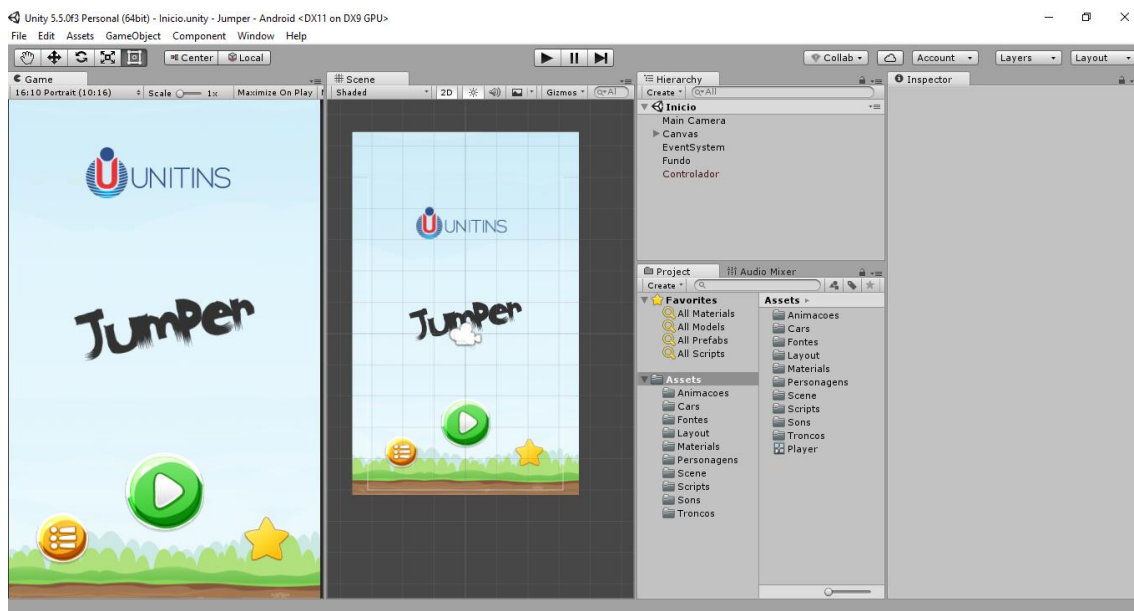 Unity 5.5.0f3 Personal (64bit) - Inicio.unity - Jumper - Android <DX11 on DX9 GPU>
File Edit Assets GameObject Component Window Help
Center Local Collab Account Layers Layout
Game
16:10 Portrait (10:16) Scale 1x Maximize On Play
UNITINS
Jumper
Scene
Shaded 2D Gizmos All
UNITINS
Jumper
Hierarchy
Create All
Inicio
Main Camera
Canvas
EventSystem
Fundo
Controlador
Project Audio Mixer
Create
Favorites
All Materials
All Models
All Prefabs
All Scripts
Assets
Animacoes
Cars
Fontes
Layout
Materials
Personagens
Scene
Scripts
Sons
Troncos
Assets
Animacoes
Cars
Fontes
Layout
Materials
Personagens
Scene
Scripts
Sons
Troncos
Player
Inspector